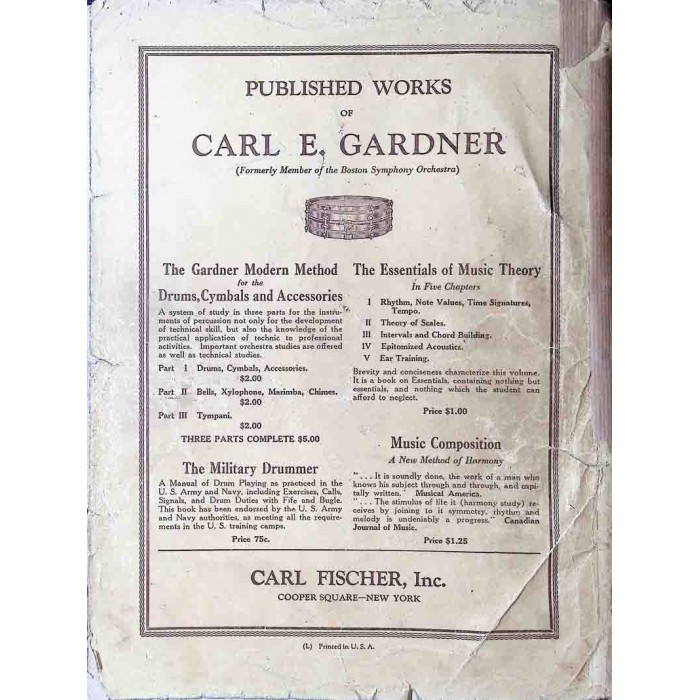 PUBLISHED WORKS
OF
CARL E. GARDNER
(Formerly Member of the Boston Symphony Orchestra)
The Gardner Modern Method
for the
Drums, Cymbals and Accessories
A system of study in three parts for the instru-
ments of percussion not only for the development
of technical skill, but also the knowledge of the
practical application of technic to professional
activities. Important orchestra studies are offered
as well as technical studies.
Part I Drums, Cymbals, Accessories.
$2.00
Part II Bells, Xylophone, Marimba, Chimes.
$2.00
Part III Tympani.
$2.00
THREE PARTS COMPLETE $5.00
The Military Drummer
A Manual of Drum Playing as practiced in the
U. S. Army and Navy, including Exercises, Calls,
Signals, and Drum Duties with Fife and Bugle.
This book has been endorsed by the U. S. Army
and Navy authorities, as meeting all the require-
ments in the U. S. training camps.
Price 75c.
The Essentials of Music Theory
In Five Chapters
I Rhythm, Note Values, Time Signatures,
Tempo.
II Theory of Scales.
III Intervals and Chord Building.
IV Epitomized Acoustics.
V Ear Training.
Brevity and conciseness characterize this volume.
It is a book on Essentials, containing nothing but
essentials, and nothing which the student can
afford to neglect.
Price $1.00
Music Composition
A New Method of Harmony
". . . It is soundly done, the work of a man who
knows his subject through and through, and capi-
tally written." Musical America.
". . . The stimulus of lite it (harmony study) re-
ceives by joining to it symmetry, rhythm and
melody is undeniably a progress." Canadian
Journal of Music.
Price $1.25
CARL FISCHER, Inc.
COOPER SQUARE—NEW YORK
(L) Printed in U. S. A.